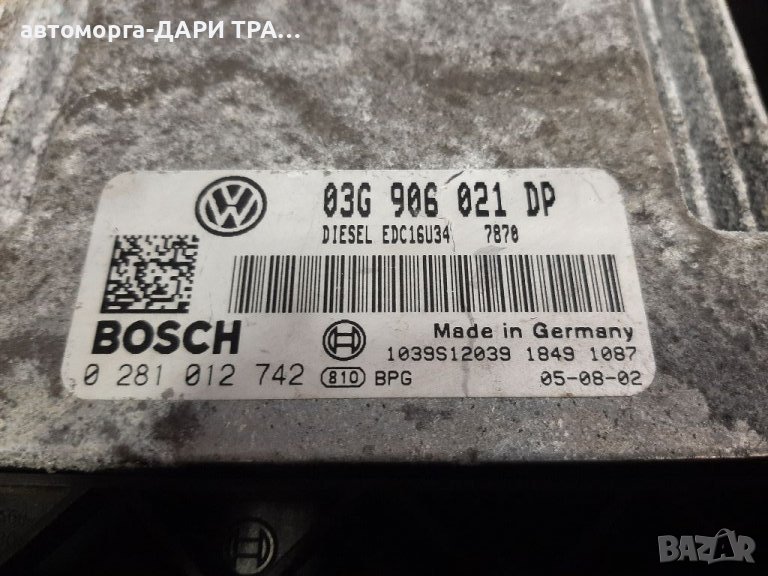 автоморга-ДАРИ ТРА...
03G 906 021 DP
DIESEL EDC16U34 7870
BOSCH
Made in Germany
1039S12039 1849 1087
0 281 012 742 810 BPG 05-08-02
BAZAR